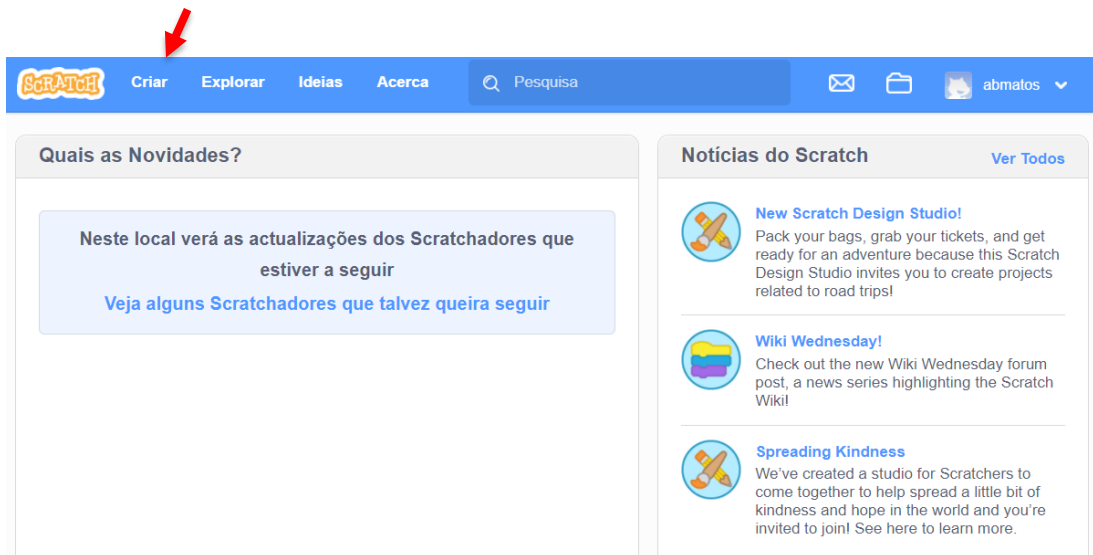 SCRATCH Criar Explorar Ideias Acerca Pesquisa abmatos
Quais as Novidades?
Neste local verá as actualizações dos Scratchadores que
estiver a seguir
Veja alguns Scratchadores que talvez queira seguir
Notícias do Scratch Ver Todos
New Scratch Design Studio!
Pack your bags, grab your tickets, and get
ready for an adventure because this Scratch
Design Studio invites you to create projects
related to road trips!
Wiki Wednesday!
Check out the new Wiki Wednesday forum
post, a news series highlighting the Scratch
Wiki!
Spreading Kindness
We've created a studio for Scratchers to
come together to help spread a little bit of
kindness and hope in the world and you're
invited to join! See here to learn more.